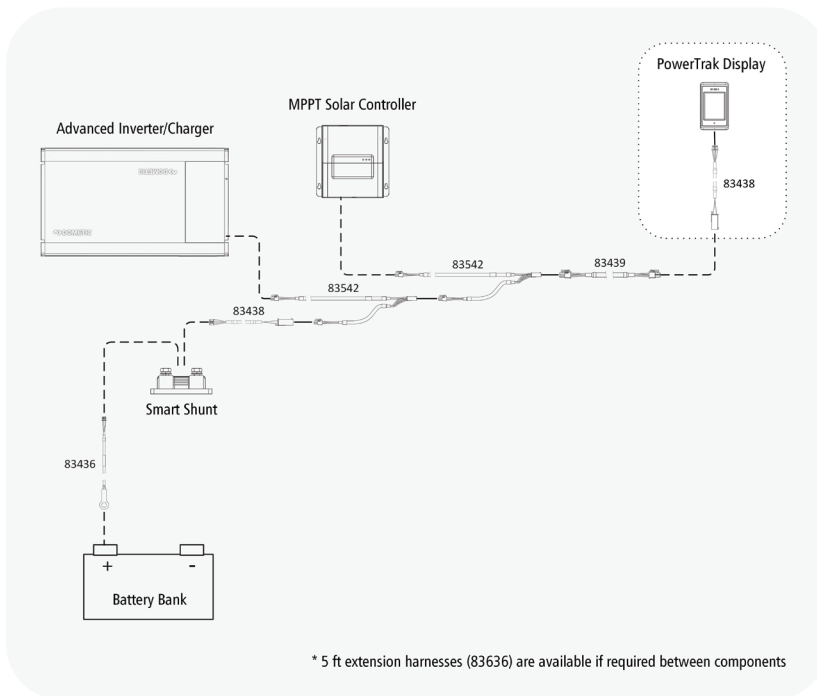 PowerTrak Display
MPPT Solar Controller
Advanced Inverter/Charger
83438
DOMETIC
83542
83439
83542
83438
Smart Shunt
83436
+ -
Battery Bank
* 5 ft extension harnesses (83636) are available if required between components